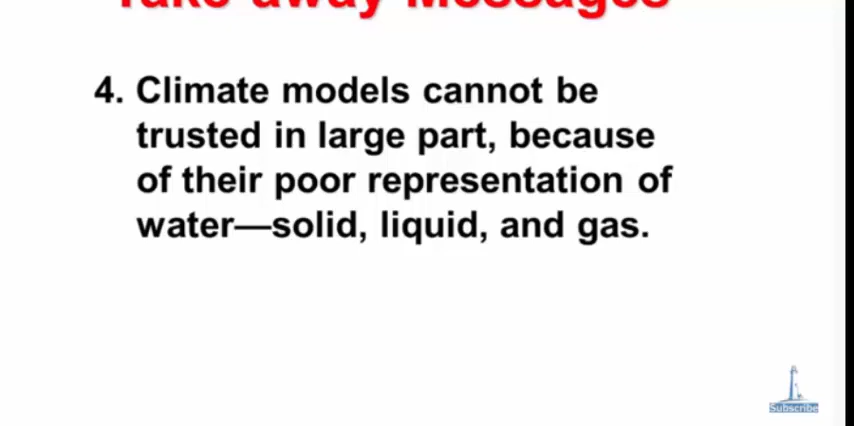 Take away Messages
4. Climate models cannot be
trusted in large part, because
of their poor representation of
water—solid, liquid, and gas.
Subscribe